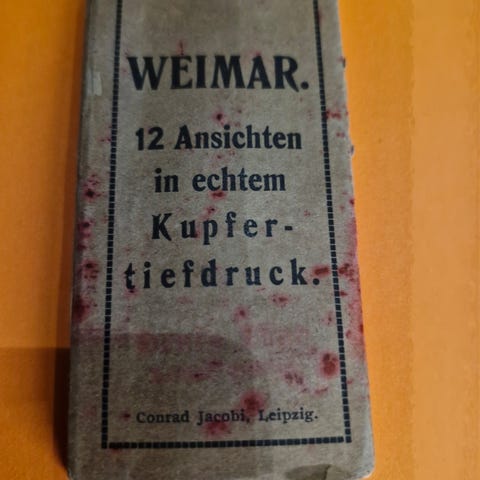 WEIMAR.
12 Ansichten
in echtem
Kupfer-
tiefdruck.
Conrad Jacobi, Leipzig.